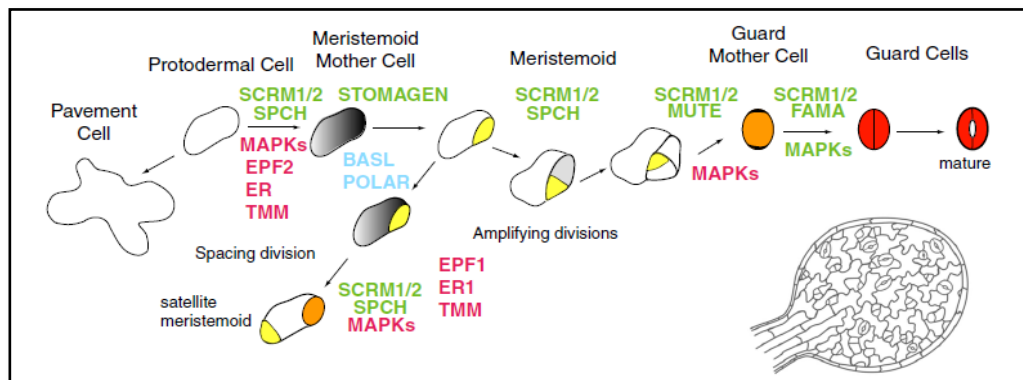 Pavement
Cell
Protodermal Cell
SCRM1/2
SPCH
MAPKs
EPF2
ER
TMM
Meristemoid
Mother Cell
STOMAGEN
BASL
POLAR
Meristemoid
SCRM1/2
SPCH
Guard
Mother Cell
SCRM1/2
MUTE
MAPKs
Guard Cells
SCRM1/2
FAMA
MAPKs
mature
Spacing division
Amplifying divisions
satellite
meristemoid
SCRM1/2
SPCH
MAPKs
EPF1
ER1
TMM